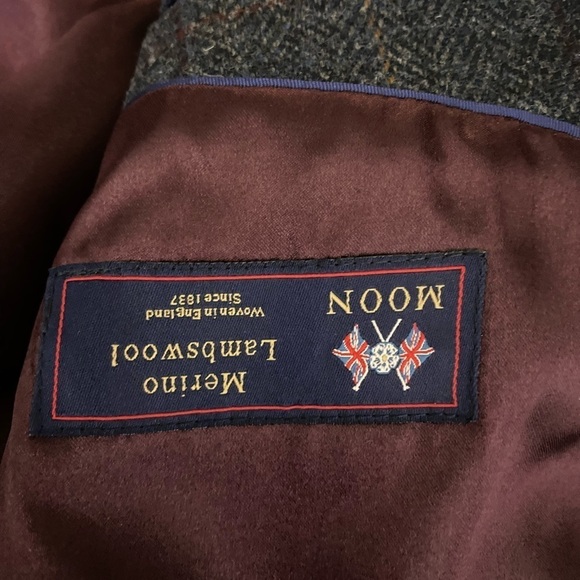 MOON
Merino
Lambswool
Woven in England
Since 1837